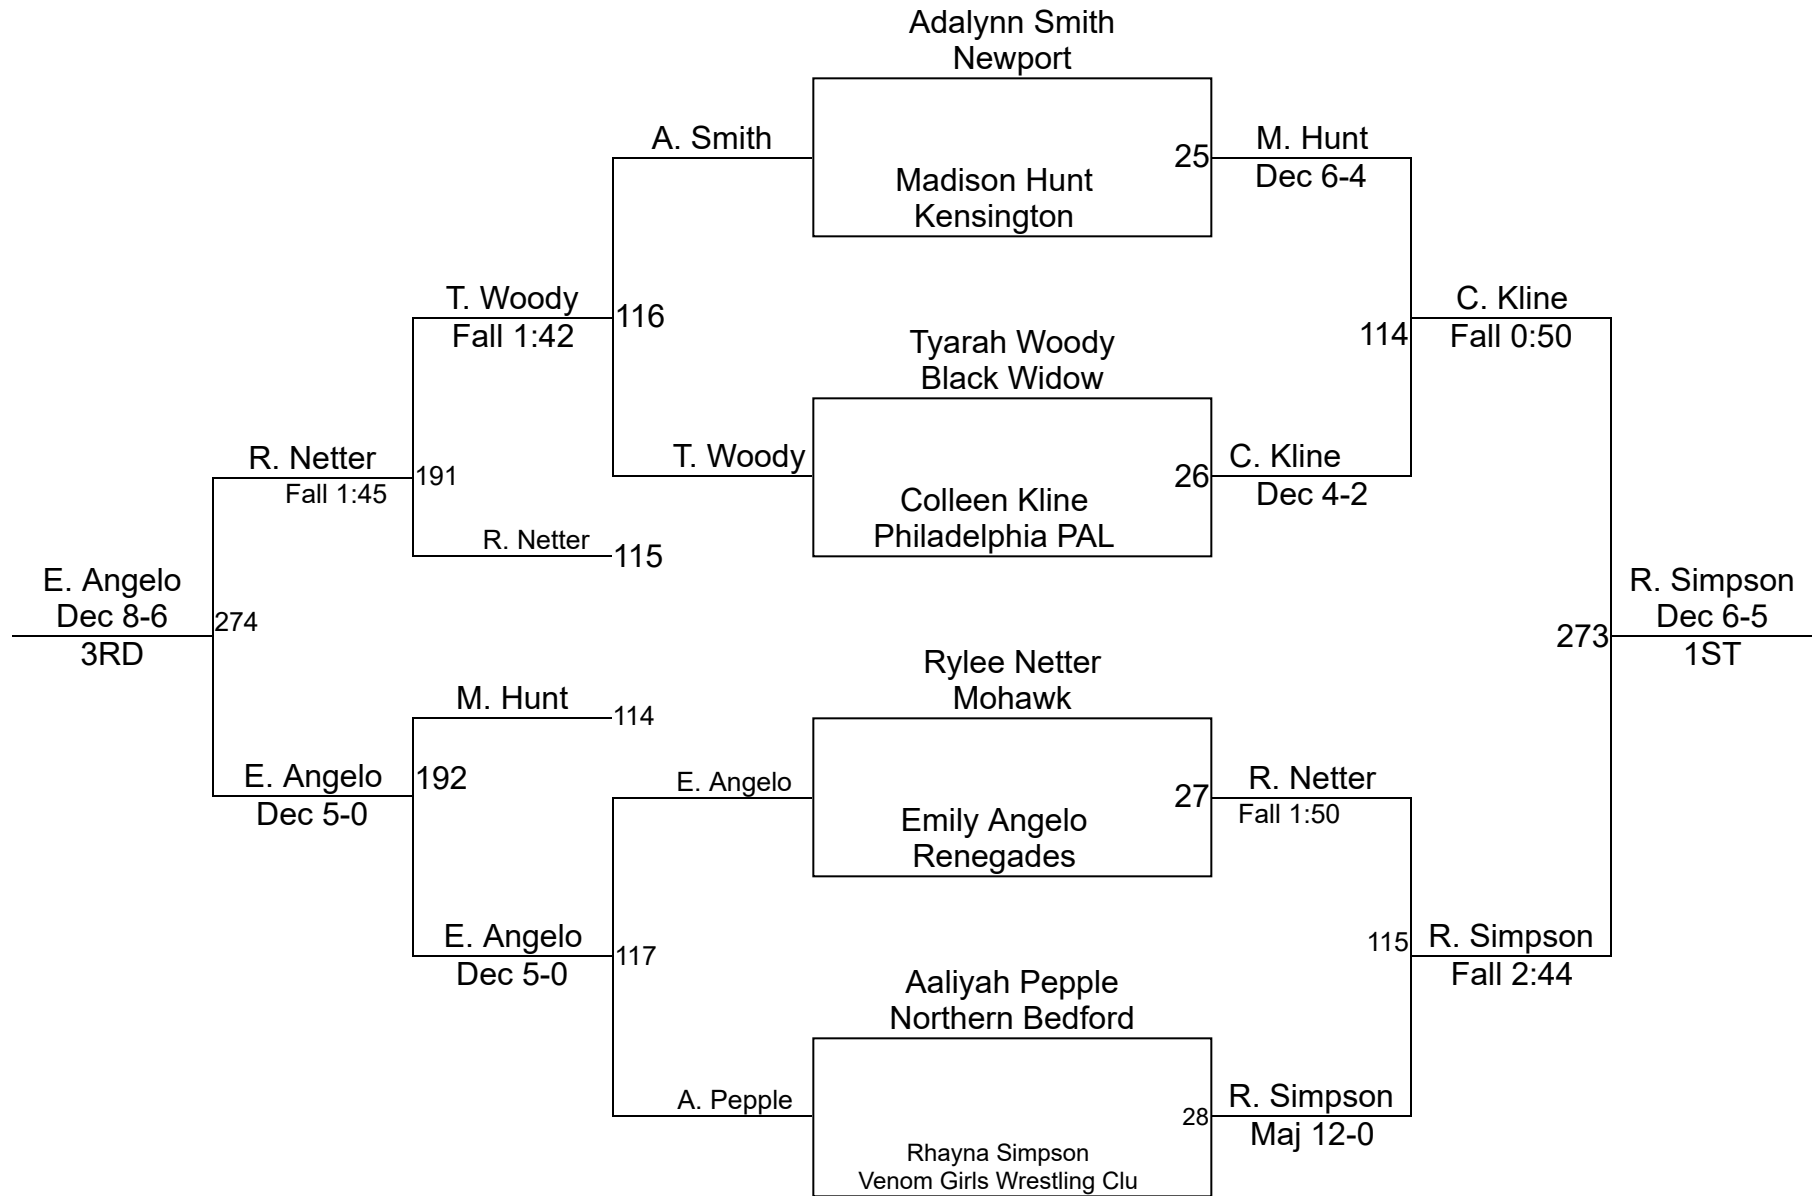 Adalynn Smith
Newport
A. Smith
25
M. Hunt
Dec 6-4
Madison Hunt
Kensington
T. Woody
Fall 1:42
116
C. Kline
Fall 0:50
114
Tyarah Woody
Black Widow
R. Netter
Fall 1:45
191
T. Woody
26
C. Kline
Dec 4-2
Colleen Kline
Philadelphia PAL
R. Netter
115
E. Angelo
Dec 8-6
3RD
274
R. Simpson
Dec 6-5
1ST
273
Rylee Netter
Mohawk
M. Hunt
114
E. Angelo
Dec 5-0
192
E. Angelo
27
R. Netter
Fall 1:50
Emily Angelo
Renegades
E. Angelo
Dec 5-0
117
115
R. Simpson
Fall 2:44
Aaliyah Pepple
Northern Bedford
A. Pepple
28
R. Simpson
Maj 12-0
Rhayna Simpson
Venom Girls Wrestling Clu